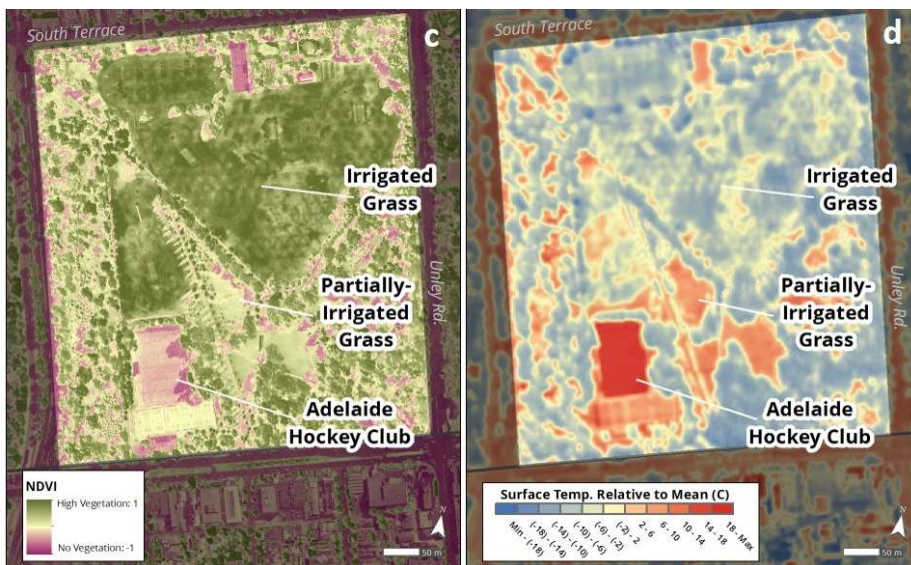 South Terrace
c
Irrigated
Grass
Unley Rd.
Partially-
Irrigated
Grass
Adelaide
Hockey Club
NDVI
High Vegetation: 1
No Vegetation: -1
N
50 m
South Terrace
d
Irrigated
Grass
Unley Rd.
Partially-
Irrigated
Grass
Adelaide
Hockey Club
Surface Temp. Relative to Mean (C)
Min - (-18)
(-18) - (-14)
(-14) - (-10)
(-10) - (-6)
(-6) - (-2)
(-2) - 2
2 - 6
6 - 10
10 - 14
14 - 18
18 - Max
N
50 m